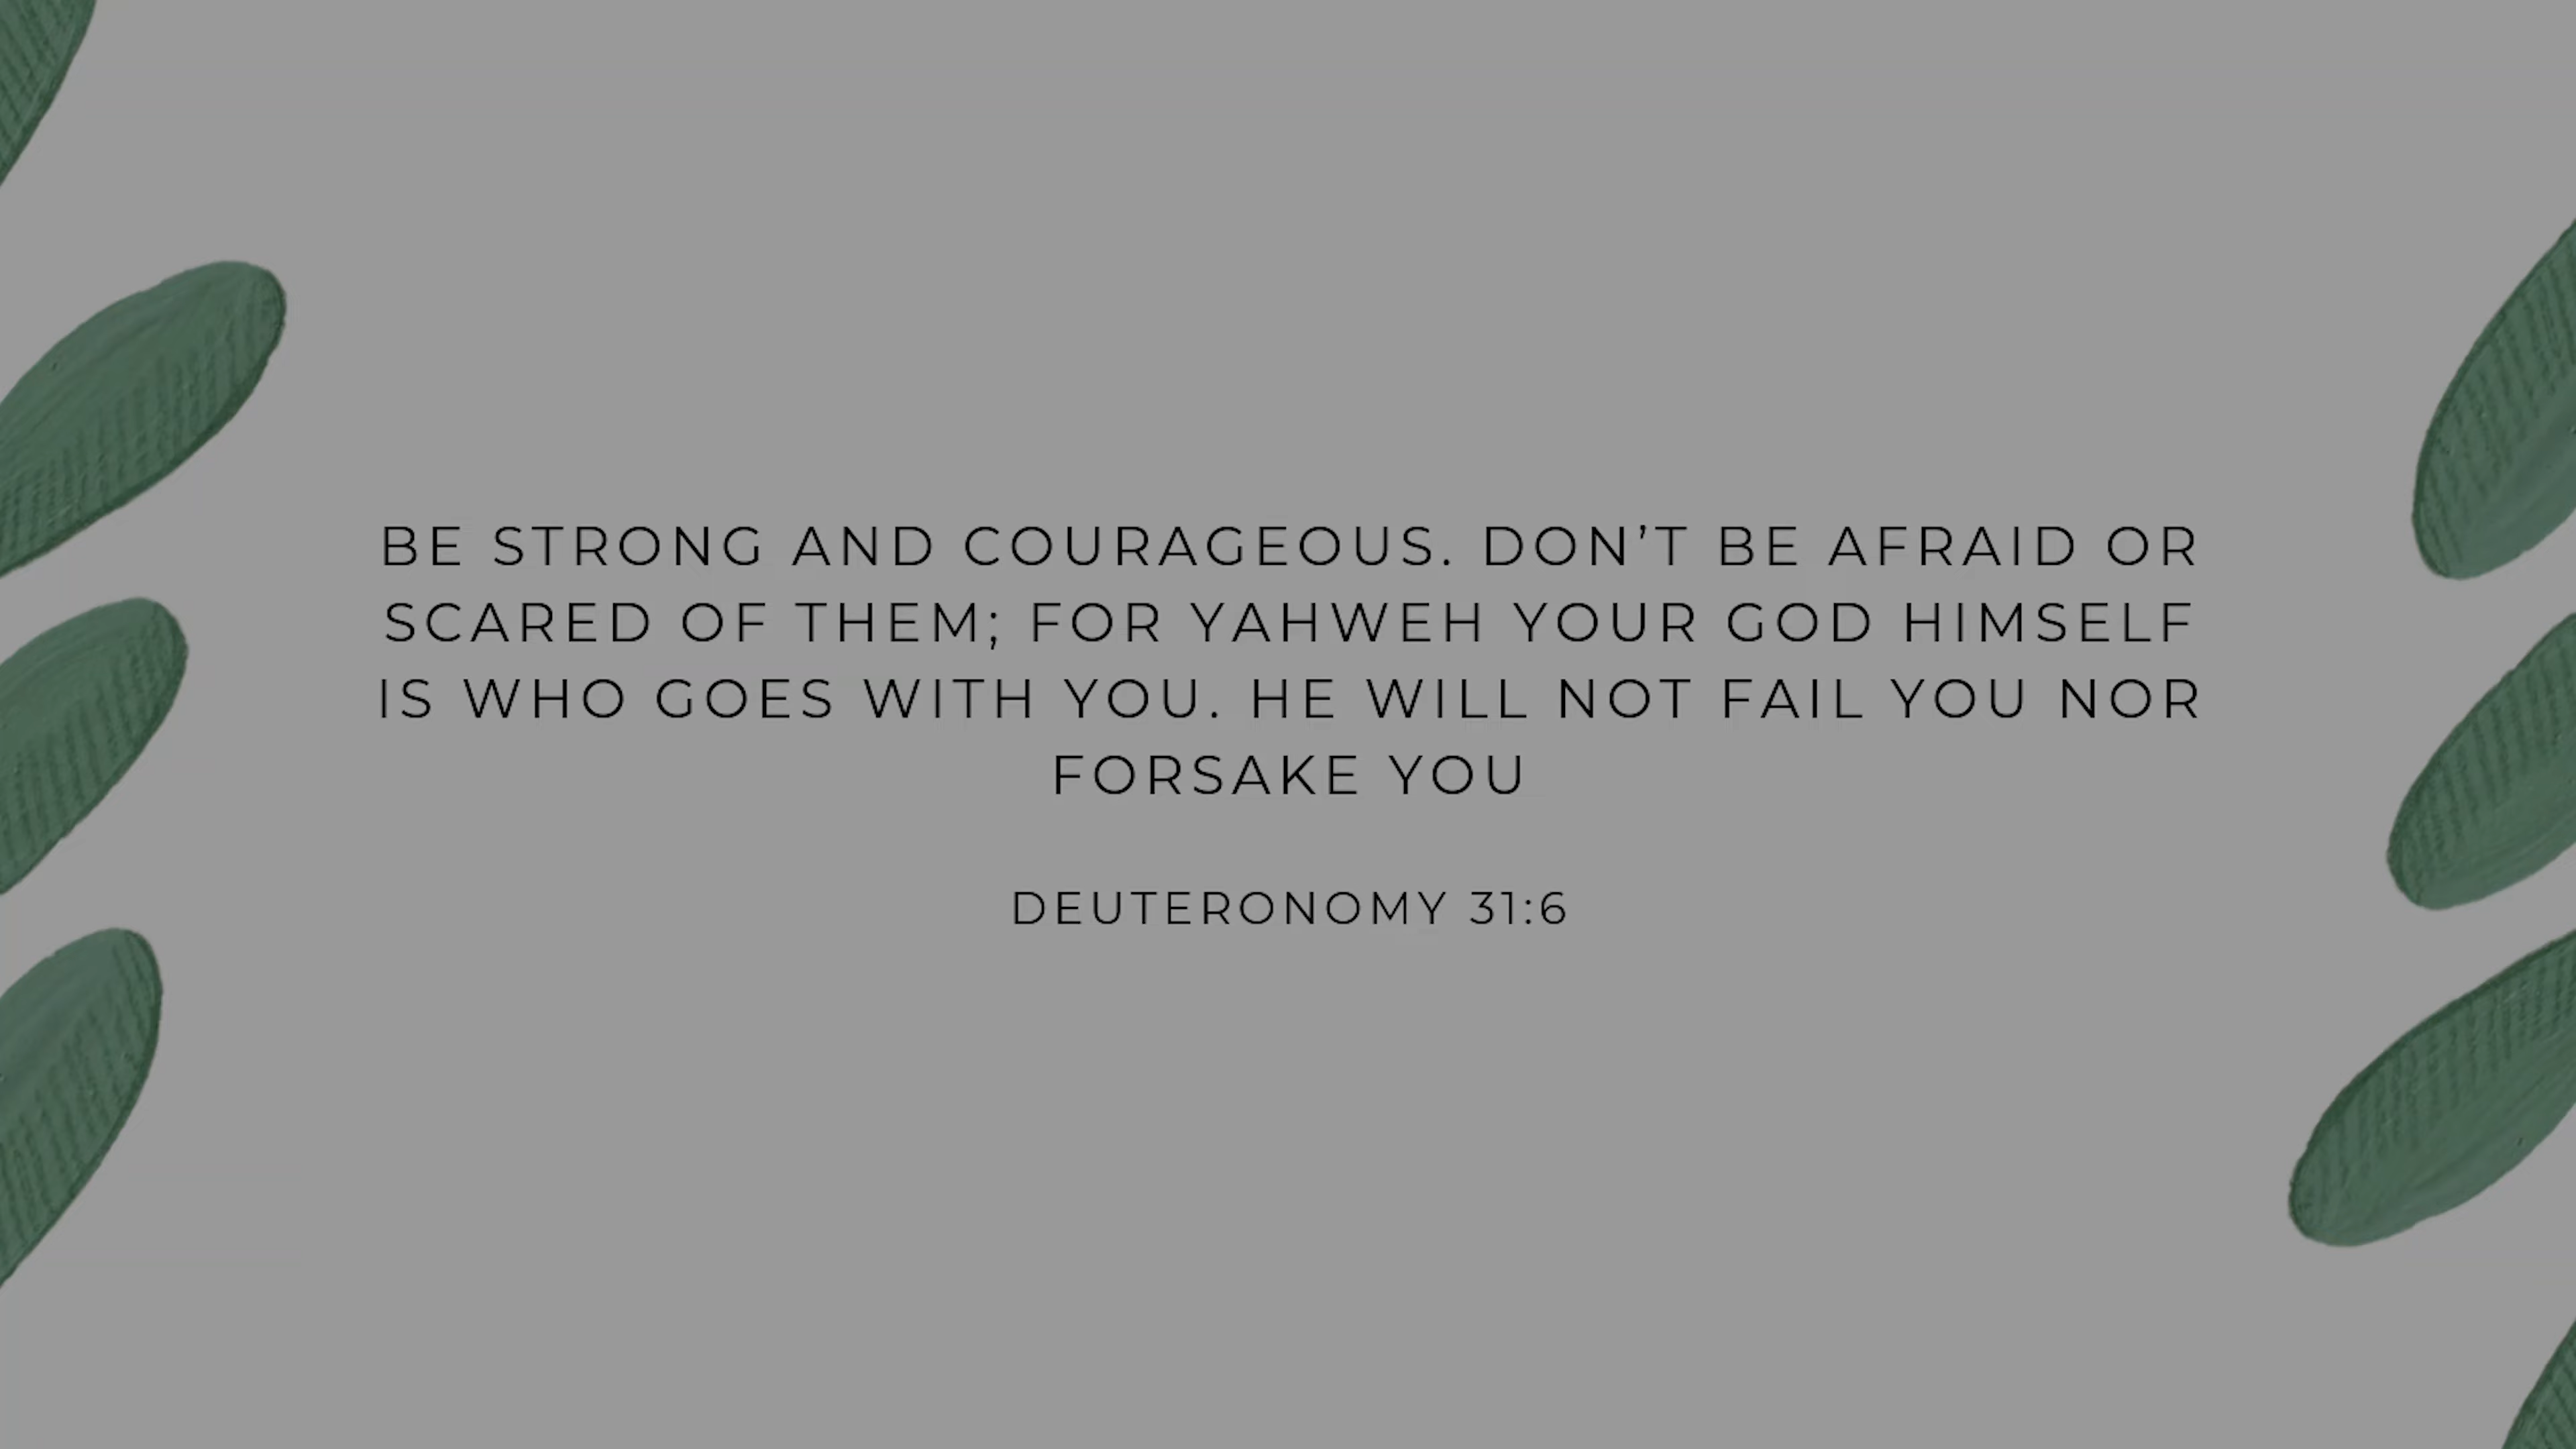 BE STRONG AND COURAGEOUS. DON’T BE AFRAID OR
SCARED OF THEM; FOR YAHWEH YOUR GOD HIMSELF
IS WHO GOES WITH YOU. HE WILL NOT FAIL YOU NOR
FORSAKE YOU
DEUTERONOMY 31:6